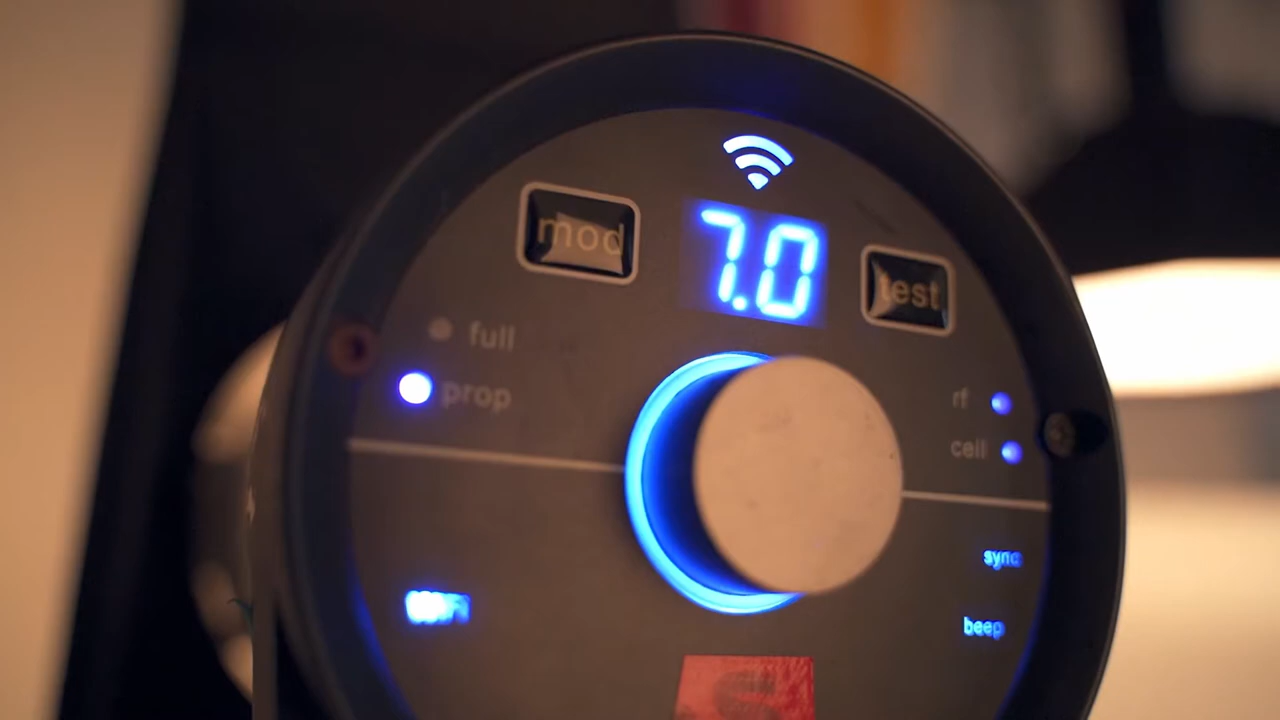 mod
7.0
test
full
prop
rf
cell
sync
beep